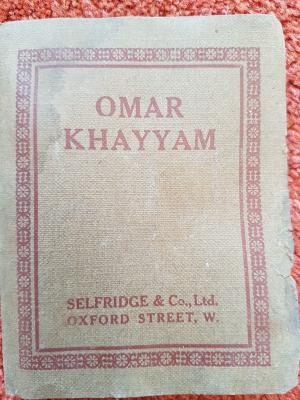 OMAR
KHAYYAM
SELFRIDGE & Co., Ltd.
OXFORD STREET, W.